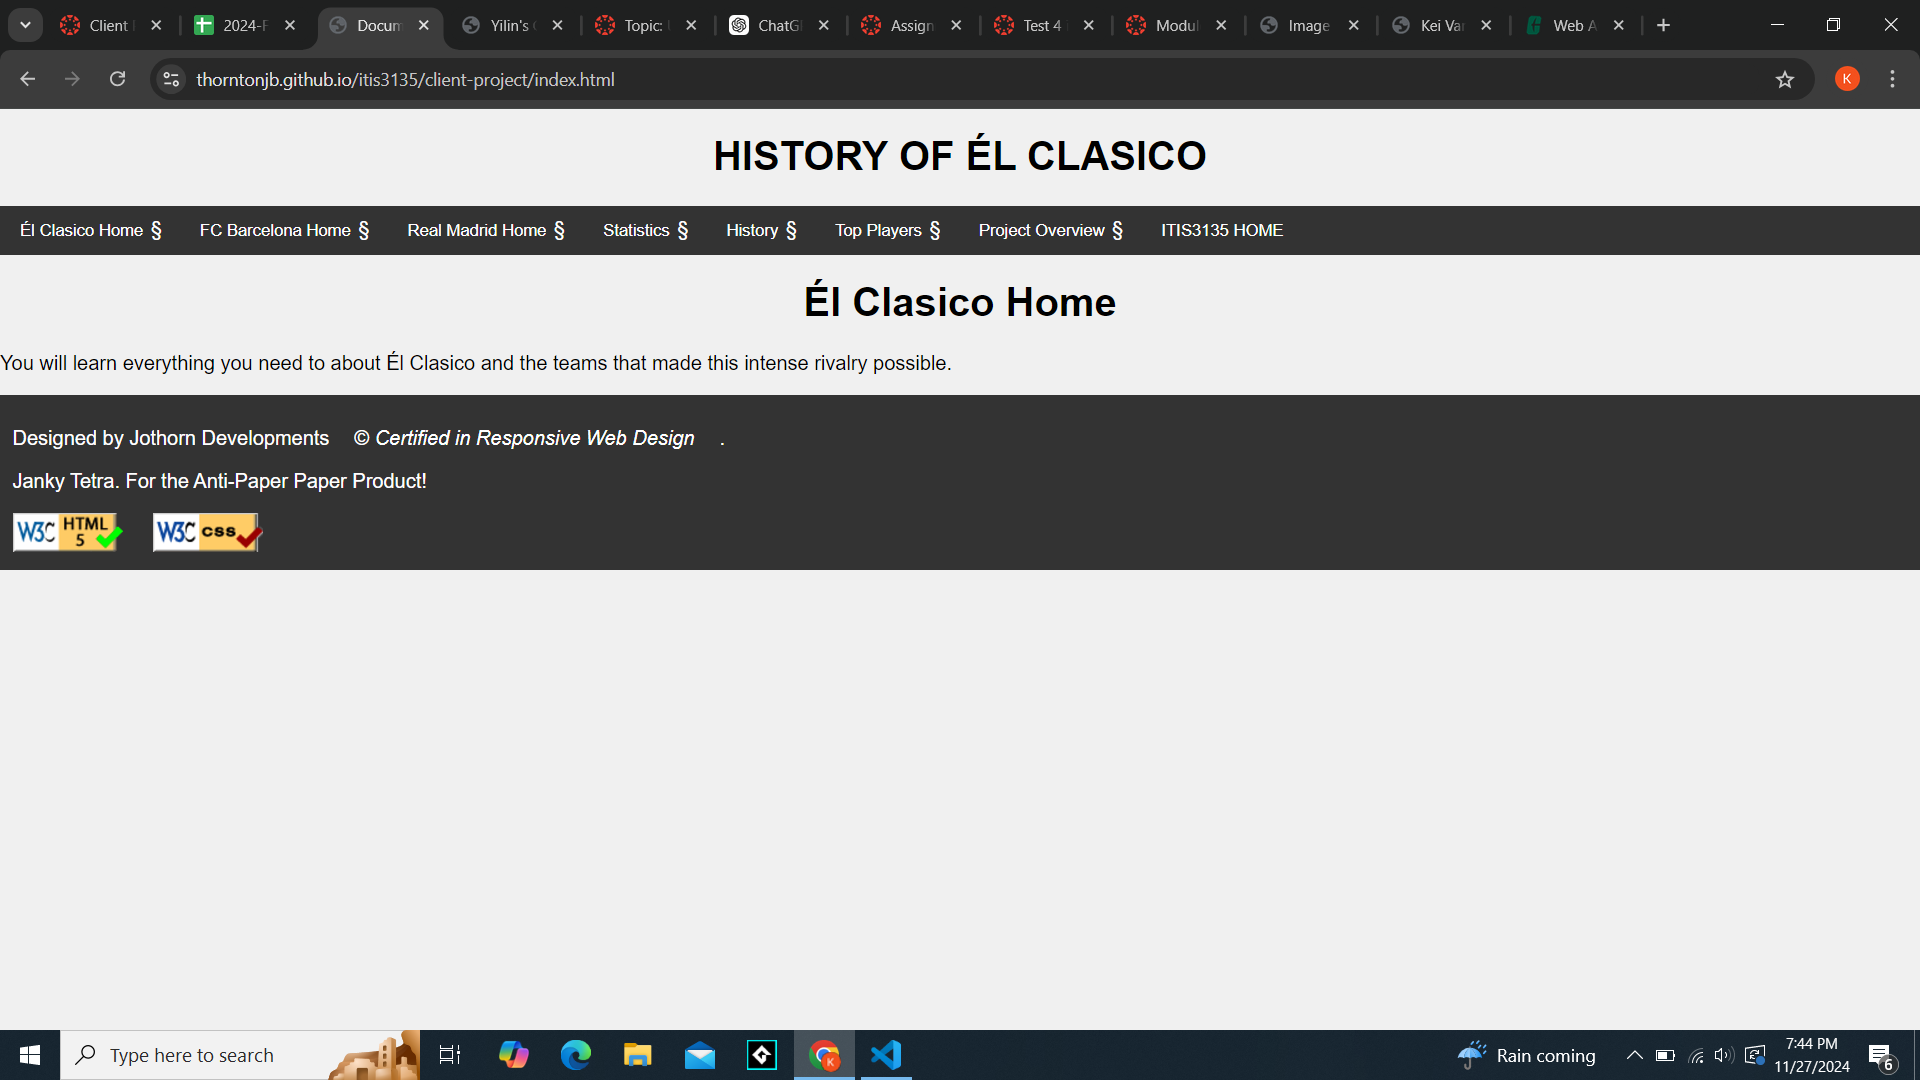 Client
2024-F
Docum
Yilin's
Topic:
ChatG
Assign
Test 4
Modul
Image
Kei Var
Web A
thorntonjb.github.io/itis3135/client-project/index.html
K
HISTORY OF ÉL CLASICO
Él Clasico Home § FC Barcelona Home § Real Madrid Home § Statistics § History § Top Players § Project Overview § ITIS3135 HOME
Él Clasico Home
You will learn everything you need to about Él Clasico and the teams that made this intense rivalry possible.
Designed by Jothorn Developments © Certified in Responsive Web Design .
Janky Tetra. For the Anti-Paper Paper Product!
W3C HTML 5
W3C css
Type here to search
K
Rain coming
7:44 PM
11/27/2024
6